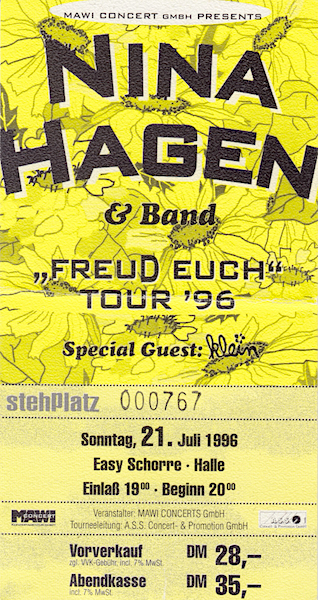 MAWI CONCERT GMBH PRESENTS
NINA
HAGEN
& Band
„FREUD EUCH“
TOUR '96
Special Guest: klein
stehPlatz 000767
Sonntag, 21. Juli 1996
Easy Schorre · Halle
Einlaß 19⁰⁰ · Beginn 20⁰⁰
MAWI CONCERT
Veranstalter: MAWI CONCERTS GmbH
Tourneeleitung: A.S.S. Concert- & Promotion GmbH
Vorverkauf DM 28,–
zgl. VVK-Gebühr, incl. 7% MwSt.
Abendkasse DM 35,–
incl. 7% MwSt.